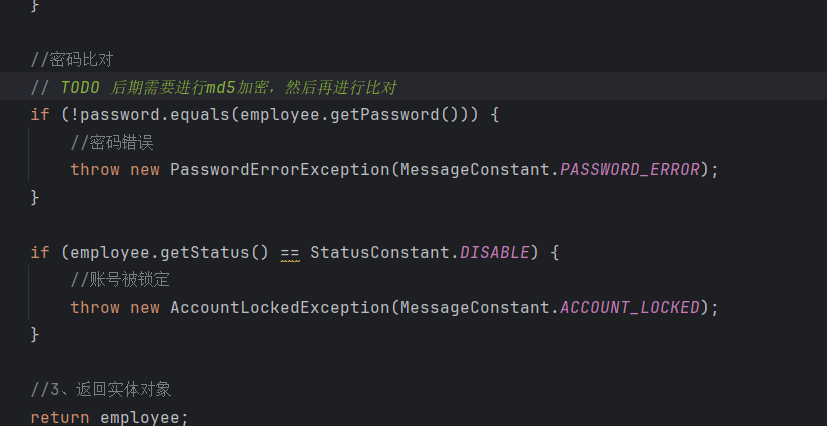 }
//密码比对
// TODO 后期需要进行md5加密，然后再进行比对
if (!password.equals(employee.getPassword())) {
//密码错误
throw new PasswordErrorException(MessageConstant.PASSWORD_ERROR);
}
if (employee.getStatus() == StatusConstant.DISABLE) {
//账号被锁定
throw new AccountLockedException(MessageConstant.ACCOUNT_LOCKED);
}
//3、返回实体对象
return employee;